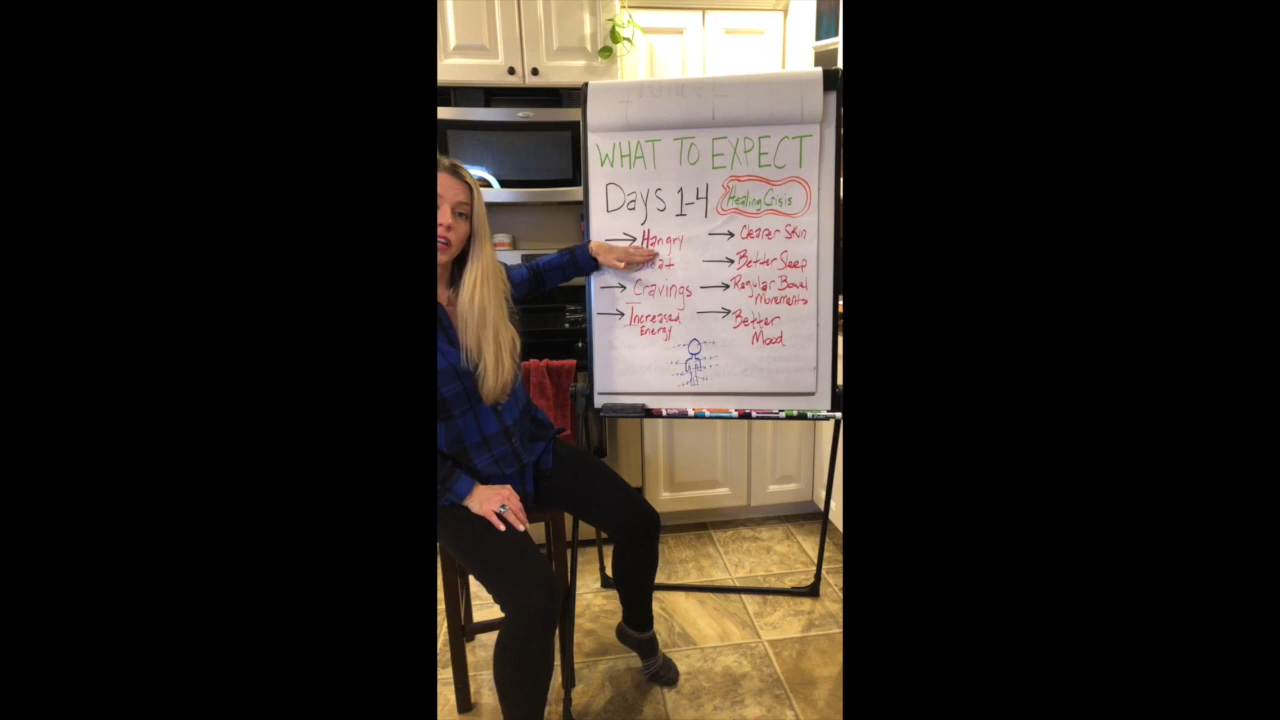 WHAT TO EXPECT
Days 1-4
Healing Crisis
→ Hangry
Bloat
→ Cravings
→ Increased
Energy
→ Clearer Skin
→ Better Sleep
→ Regular Bowel
Movements
→ Better
Mood